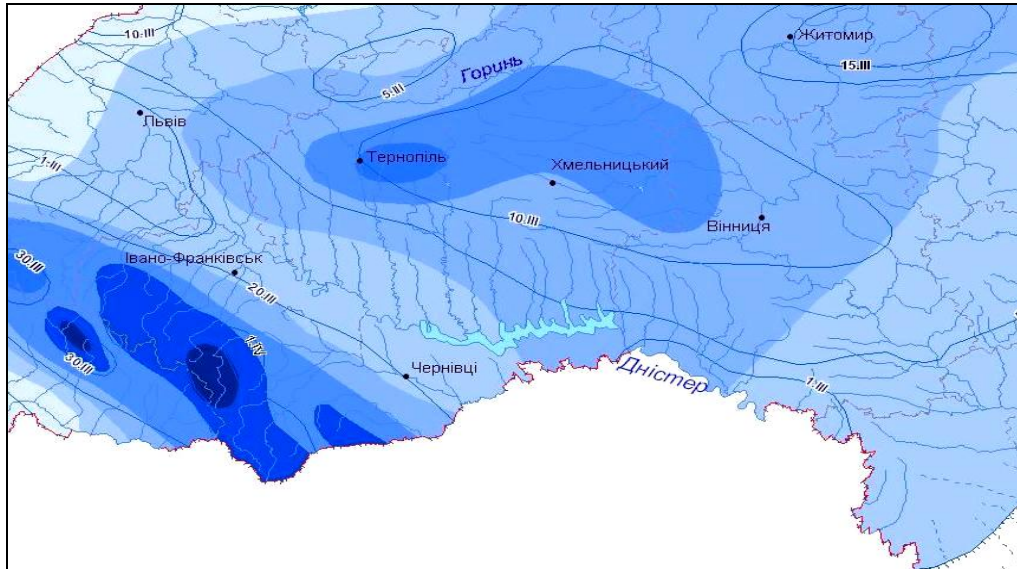 10.III
Житомир
15.III
Горинь
5.III
Львів
Тернопіль
Хмельницький
1.III
10.III
Вінниця
30.III
Івано-Франківськ
20.III
1.IV
30.III
Чернівці
Дністер
1.III